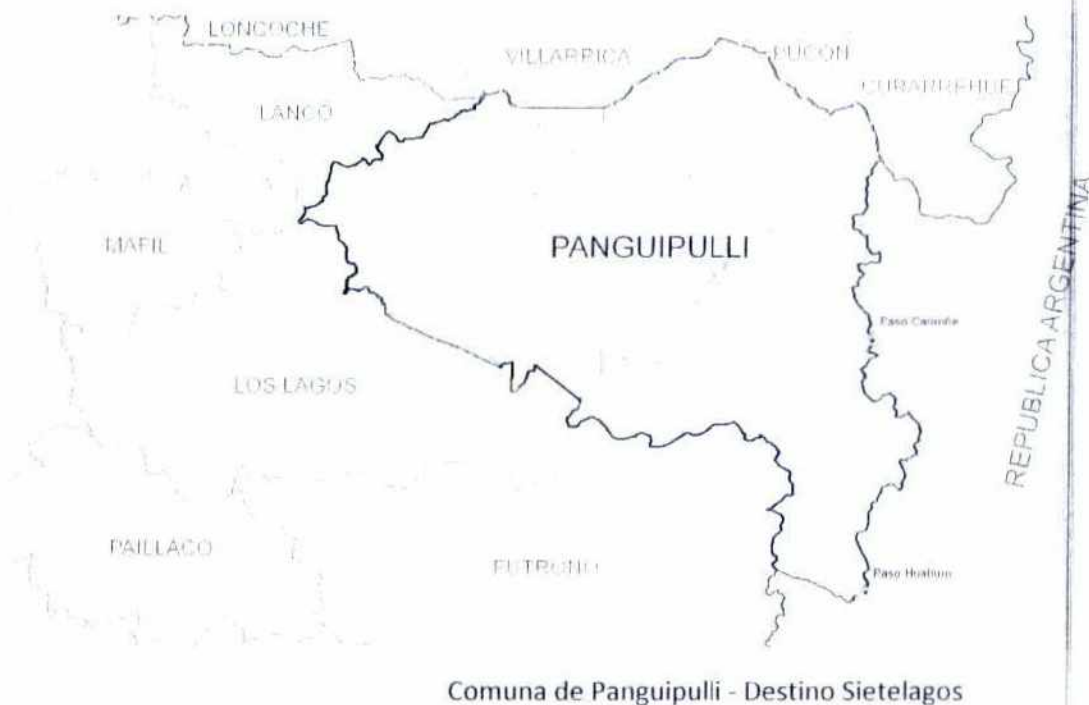 LONCOCHE
VILLARRICA
PUCON
CURARREHUE
LANCO
MAFIL
PANGUIPULLI
REPUBLICA ARGENTINA
Paso Carirriñe
LOS LAGOS
PAILLACO
FUTRONO
Paso Huahum
Comuna de Panguipulli - Destino Sietelagos